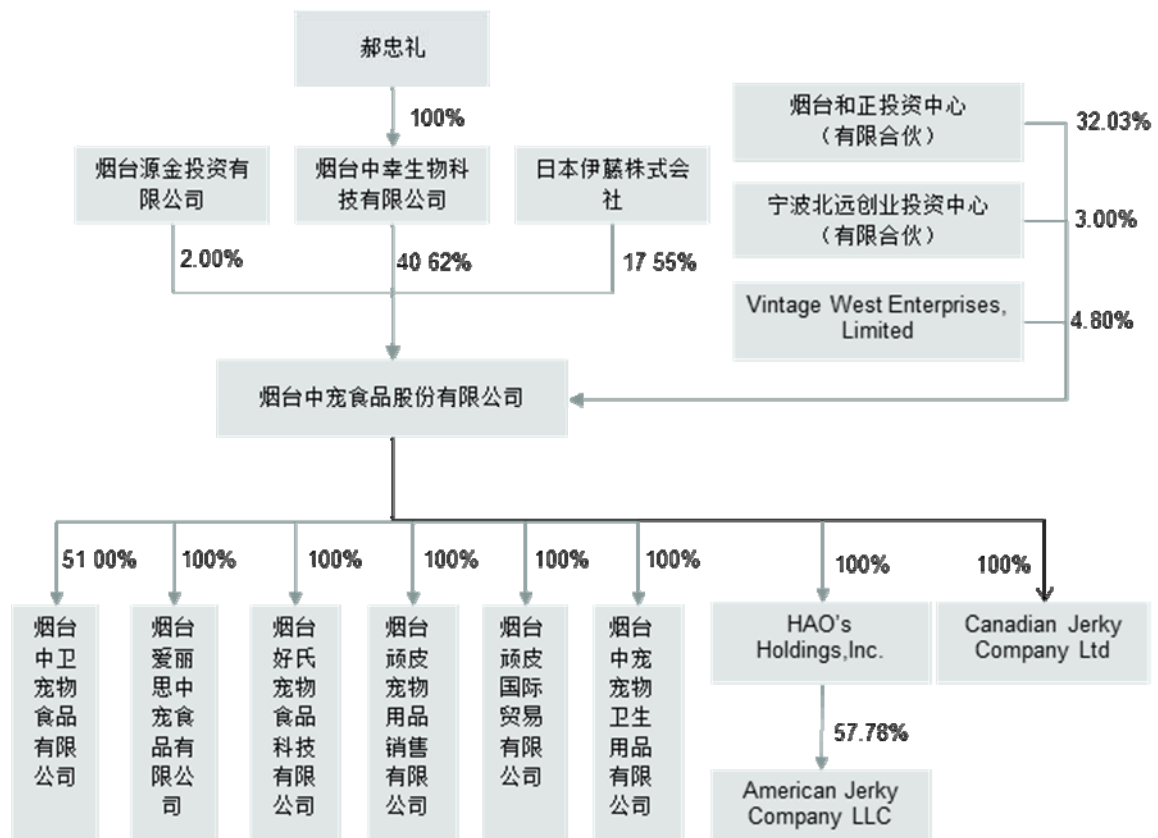 郝忠礼
100%
烟台源金投资有
限公司
烟台中幸生物科
技有限公司
日本伊藤株式会
社
烟台和正投资中心
（有限合伙）
32.03%
宁波北远创业投资中心
（有限合伙）
3.00%
Vintage West Enterprises,
Limited
4.80%
2.00%
40 62%
17 55%
烟台中宠食品股份有限公司
51 00%
100%
100%
100%
100%
100%
100%
100%
烟台
中卫
宠物
食品
有限
公司
烟台
爱丽
思中
宠食
品有
限公
司
烟台
好氏
宠物
食品
科技
有限
公司
烟台
顽皮
宠物
用品
销售
有限
公司
烟台
顽皮
国际
贸易
有限
公司
烟台
中宠
宠物
卫生
用品
有限
公司
HAO's
Holdings,Inc.
Canadian Jerky
Company Ltd
57.78%
American Jerky
Company LLC